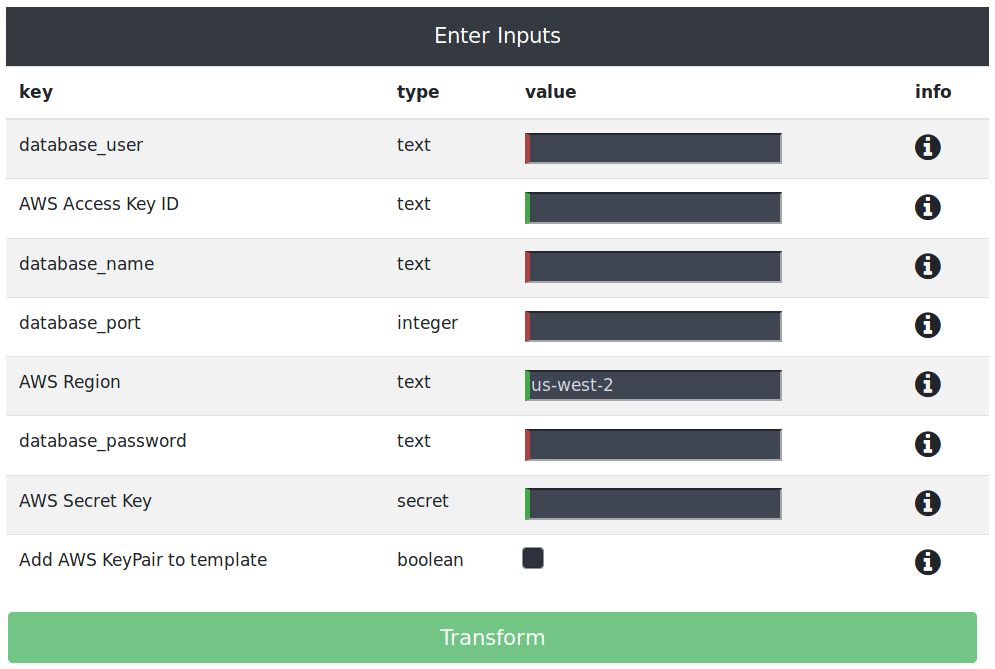 Enter Inputs
key type value info
database_user text
AWS Access Key ID text
database_name text
database_port integer
AWS Region text us-west-2
database_password text
AWS Secret Key secret
Add AWS KeyPair to template boolean
Transform